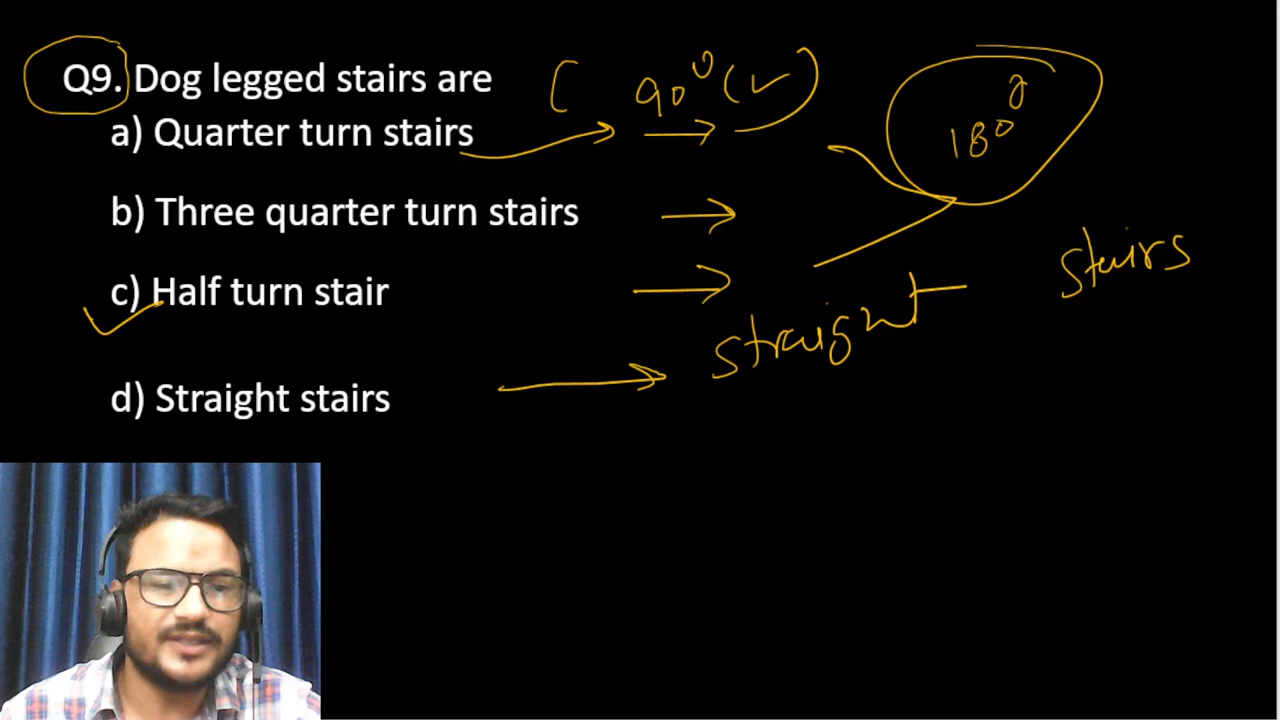 Q9. Dog legged stairs are
a) Quarter turn stairs
90°
180°
b) Three quarter turn stairs
c) Half turn stair
stairs
straight
d) Straight stairs